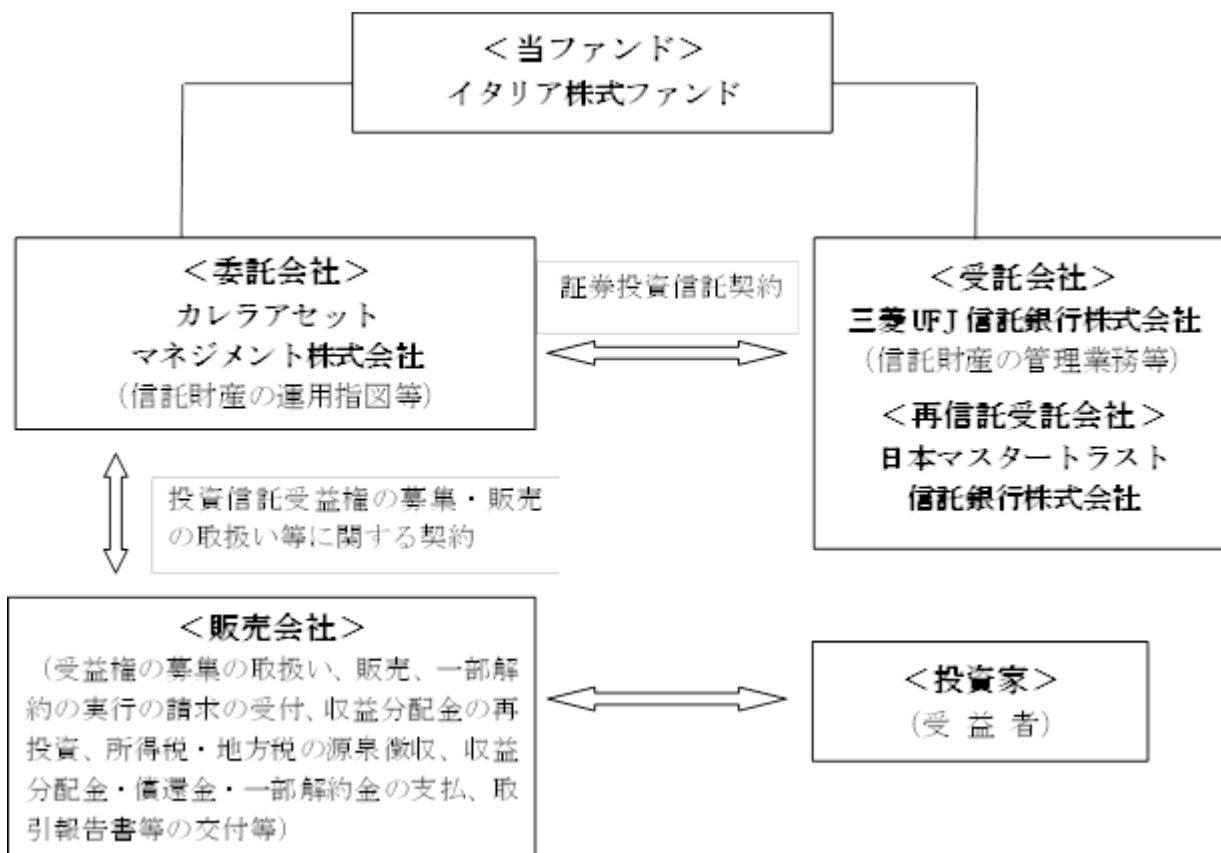 ＜当ファンド＞
イタリア株式ファンド
＜委託会社＞
カレラアセット
マネジメント株式会社
（信託財産の運用指図等）
証券投資信託契約
＜受託会社＞
三菱UFJ信託銀行株式会社
（信託財産の管理業務等）
＜再信託受託会社＞
日本マスタートラスト
信託銀行株式会社
投資信託受益権の募集・販売
の取扱い等に関する契約
＜販売会社＞
（受益権の募集の取扱い、販売、一部解
約の実行の請求の受付、収益分配金の再
投資、所得税・地方税の源泉徴収、収益
分配金・償還金・一部解約金の支払、取
引報告書等の交付等）
＜投資家＞
（受 益 者）